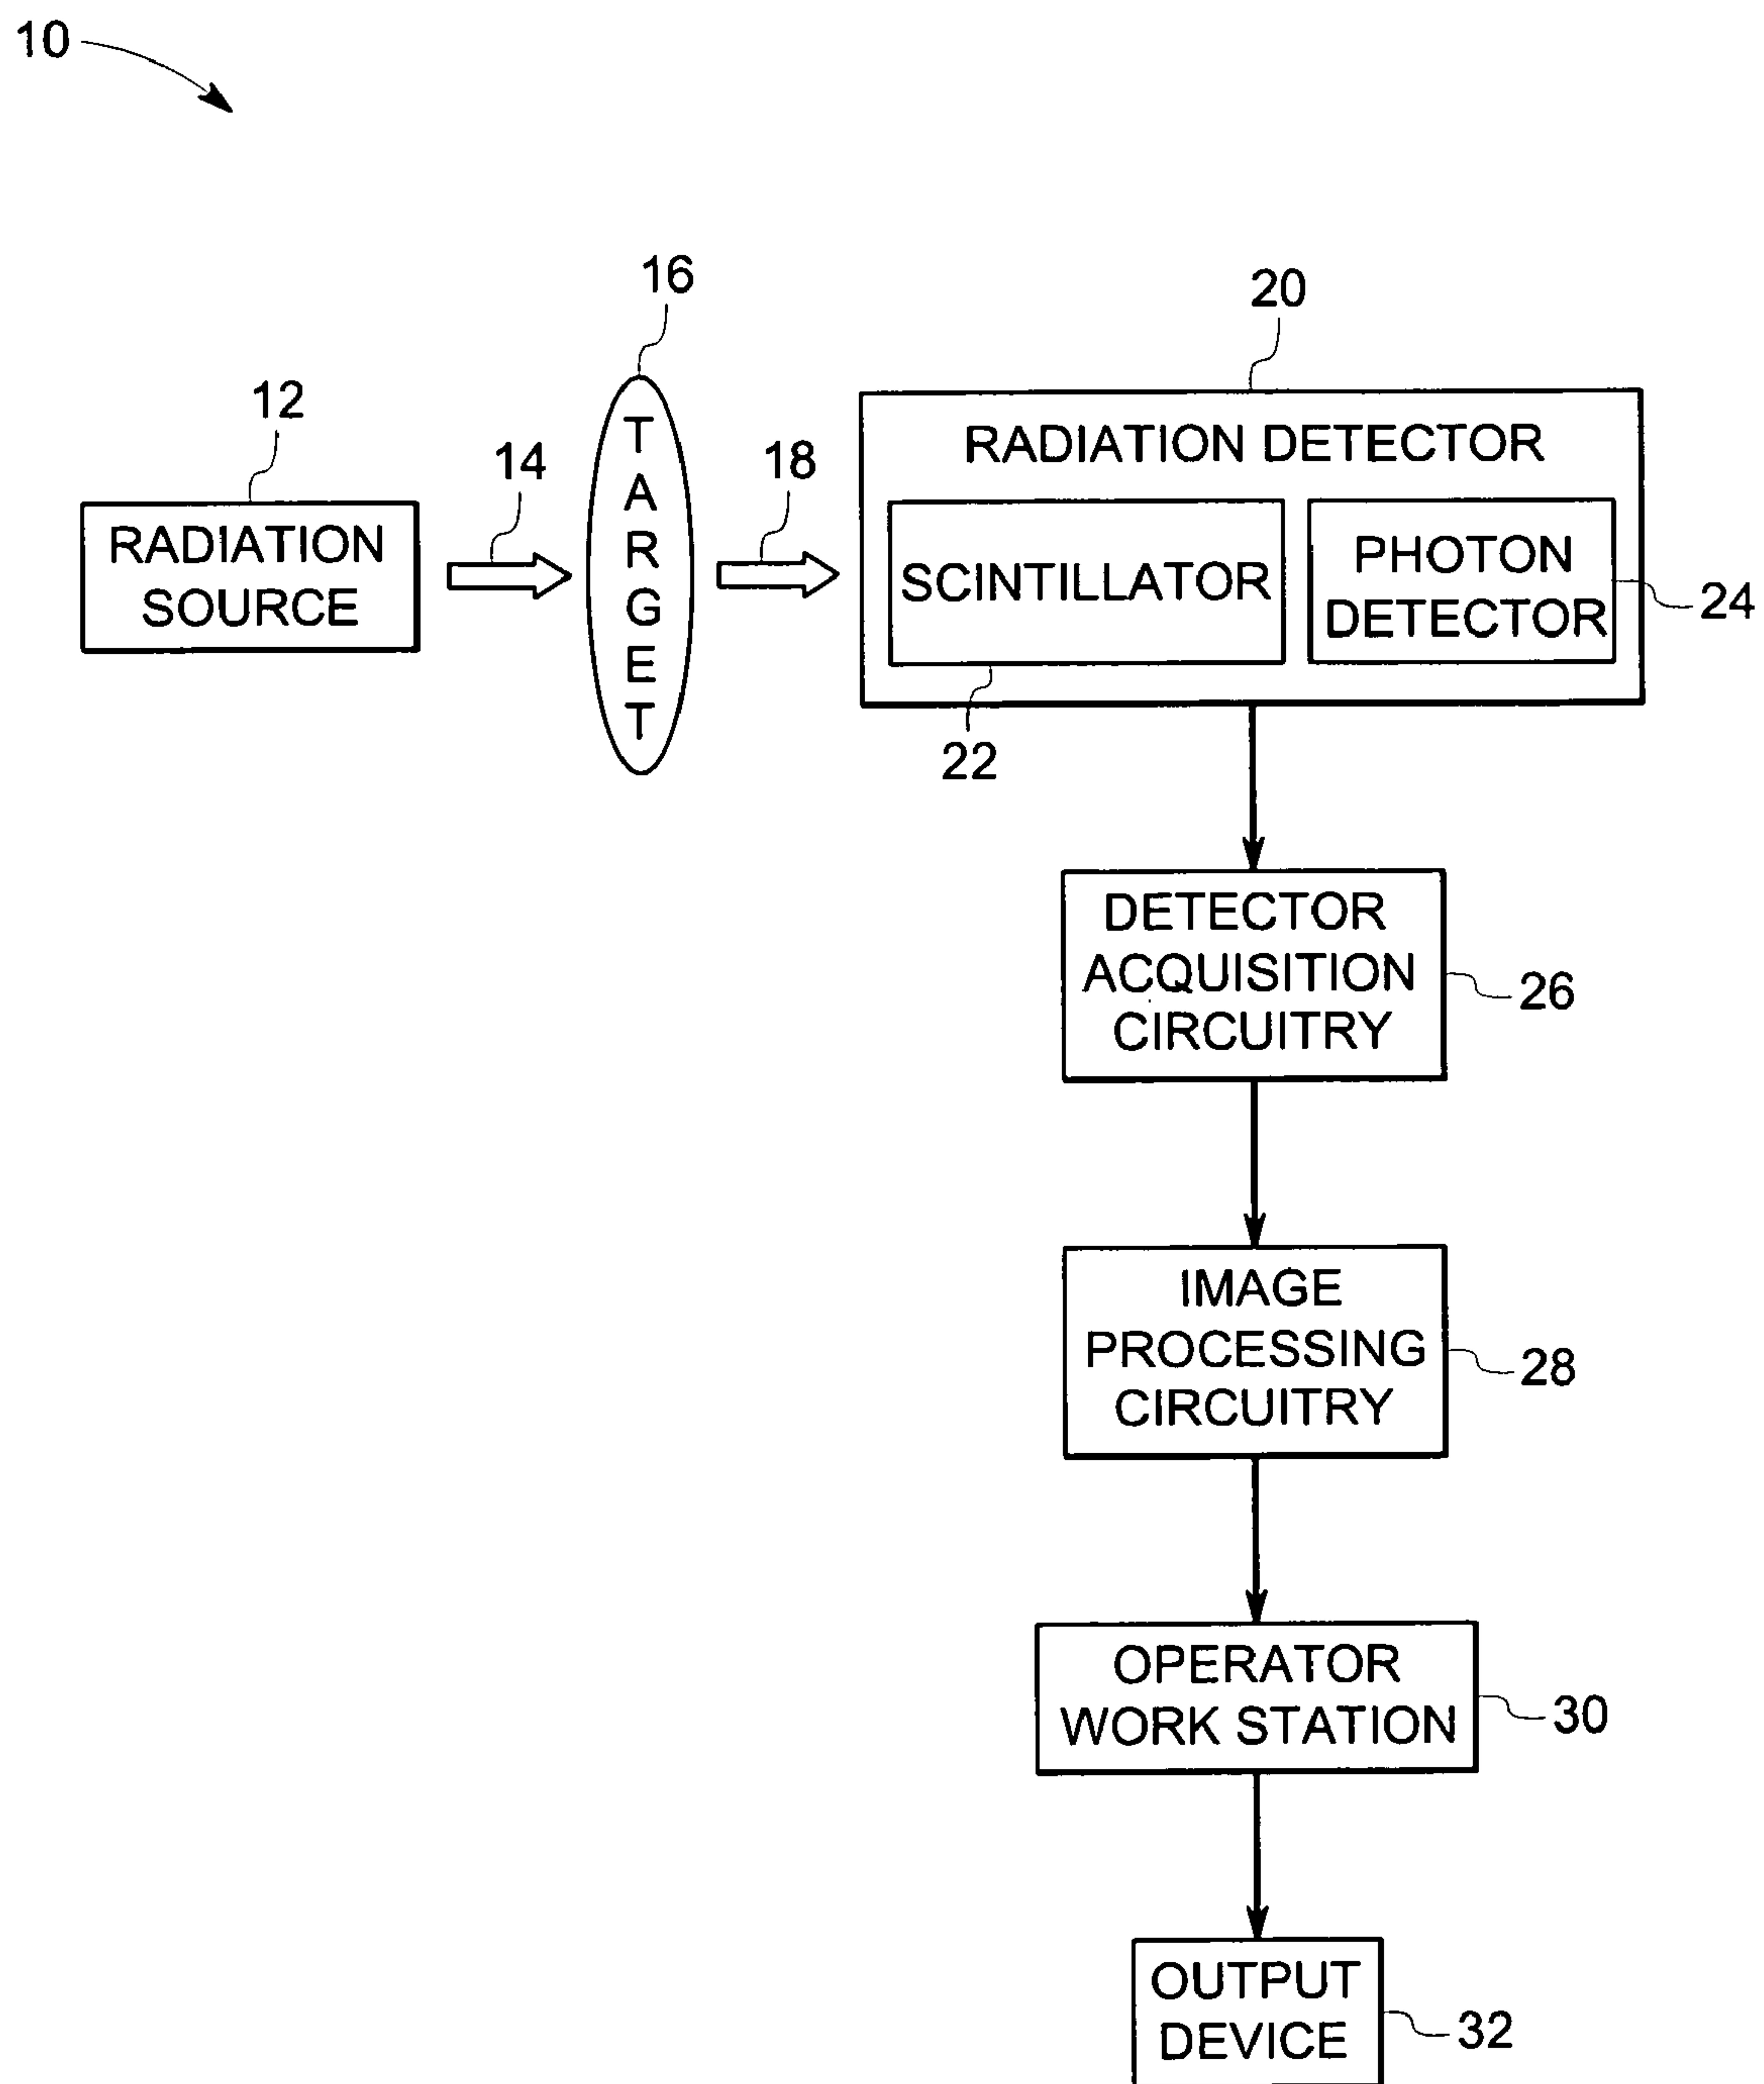 10
16
20
12
14
18
RADIATION DETECTOR
RADIATION
SOURCE
TARGET
SCINTILLATOR
PHOTON
DETECTOR
24
22
DETECTOR
ACQUISITION
CIRCUITRY
26
IMAGE
PROCESSING
CIRCUITRY
28
OPERATOR
WORK STATION
30
OUTPUT
DEVICE
32